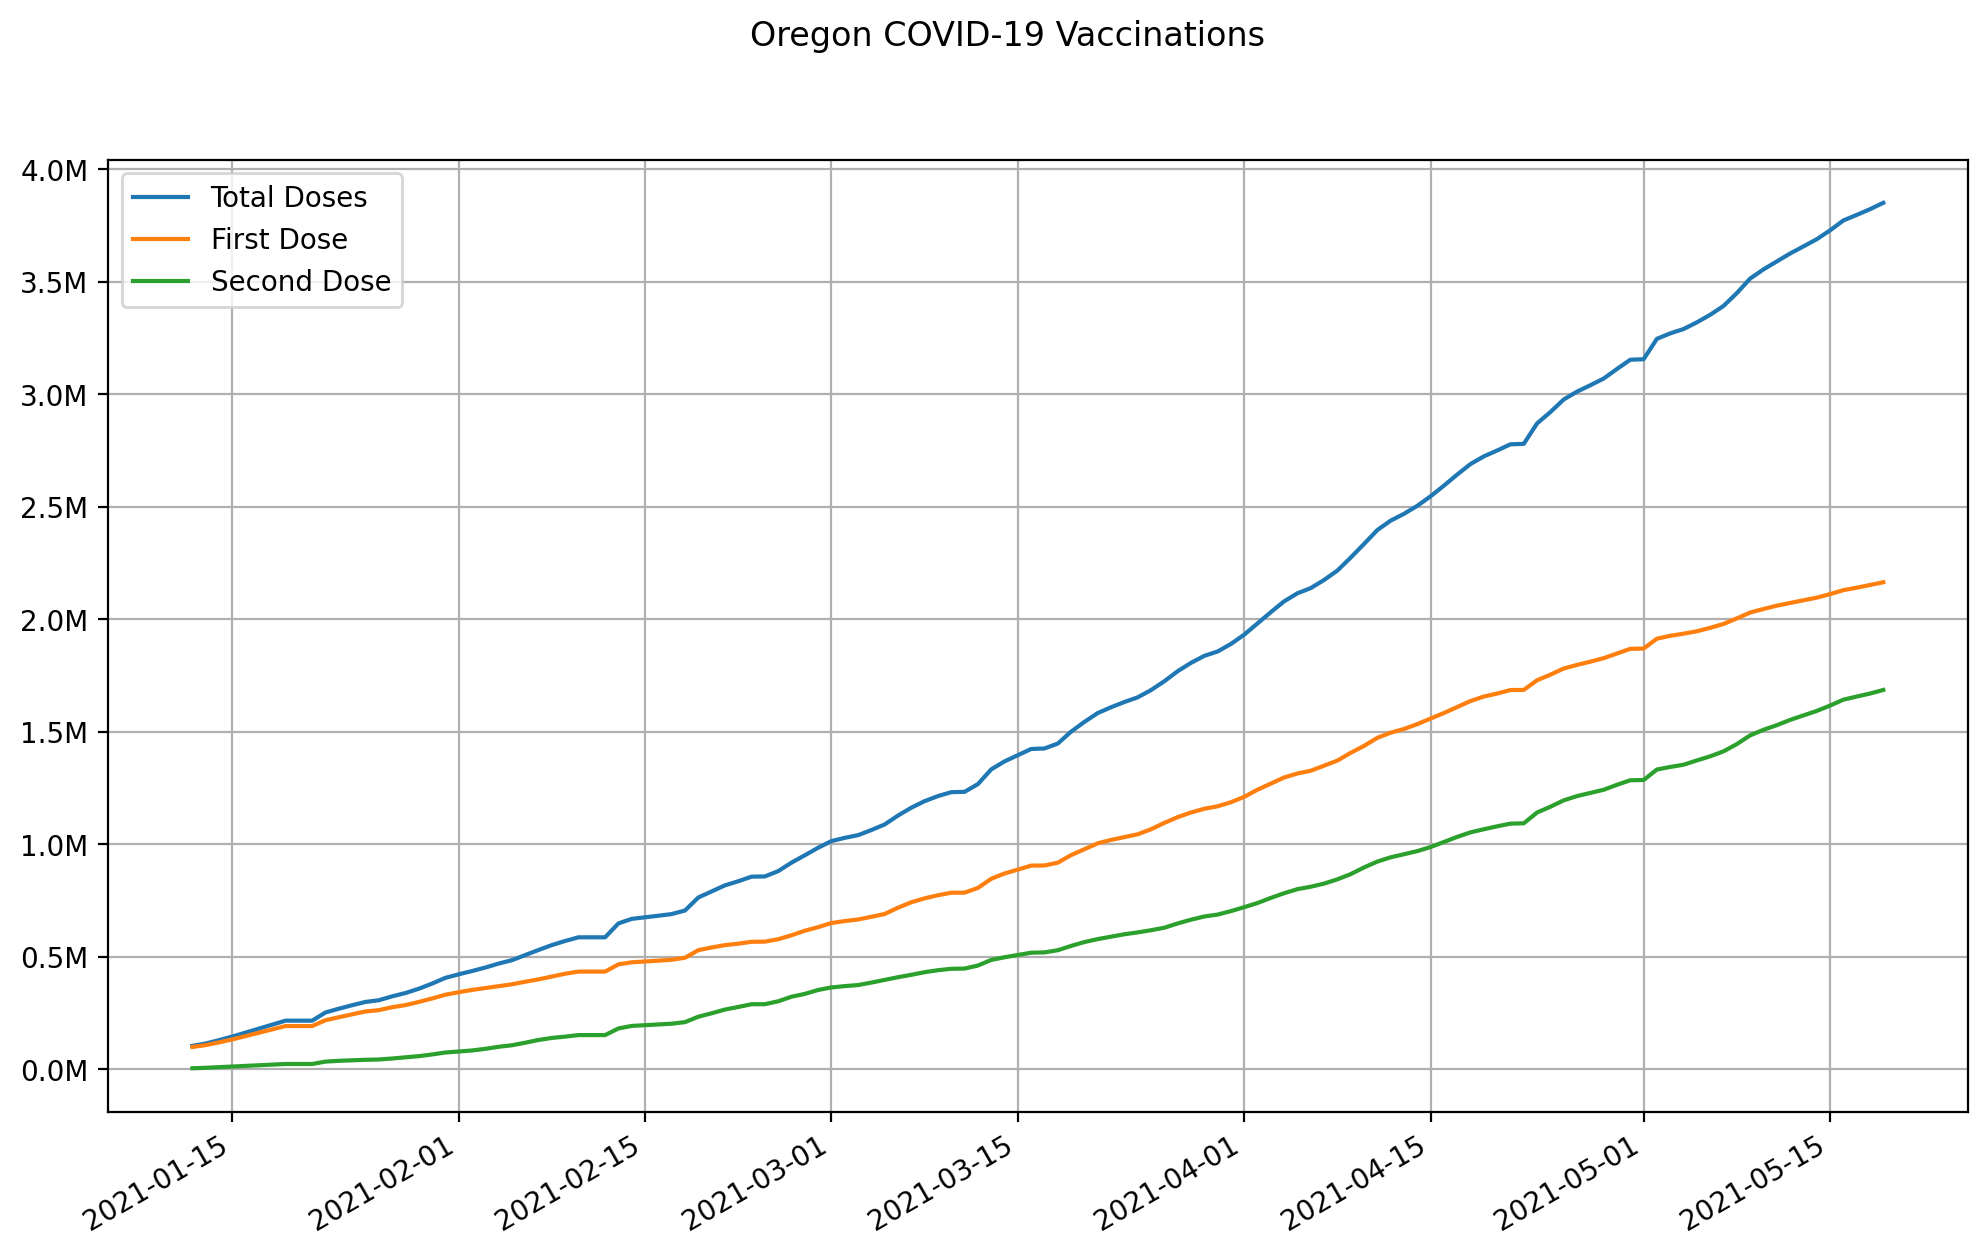 Oregon COVID-19 Vaccinations
4.0M
3.5M
3.0M
2.5M
2.0M
1.5M
1.0M
0.5M
0.0M
Total Doses
First Dose
Second Dose
2021-01-15
2021-02-01
2021-02-15
2021-03-01
2021-03-15
2021-04-01
2021-04-15
2021-05-01
2021-05-15